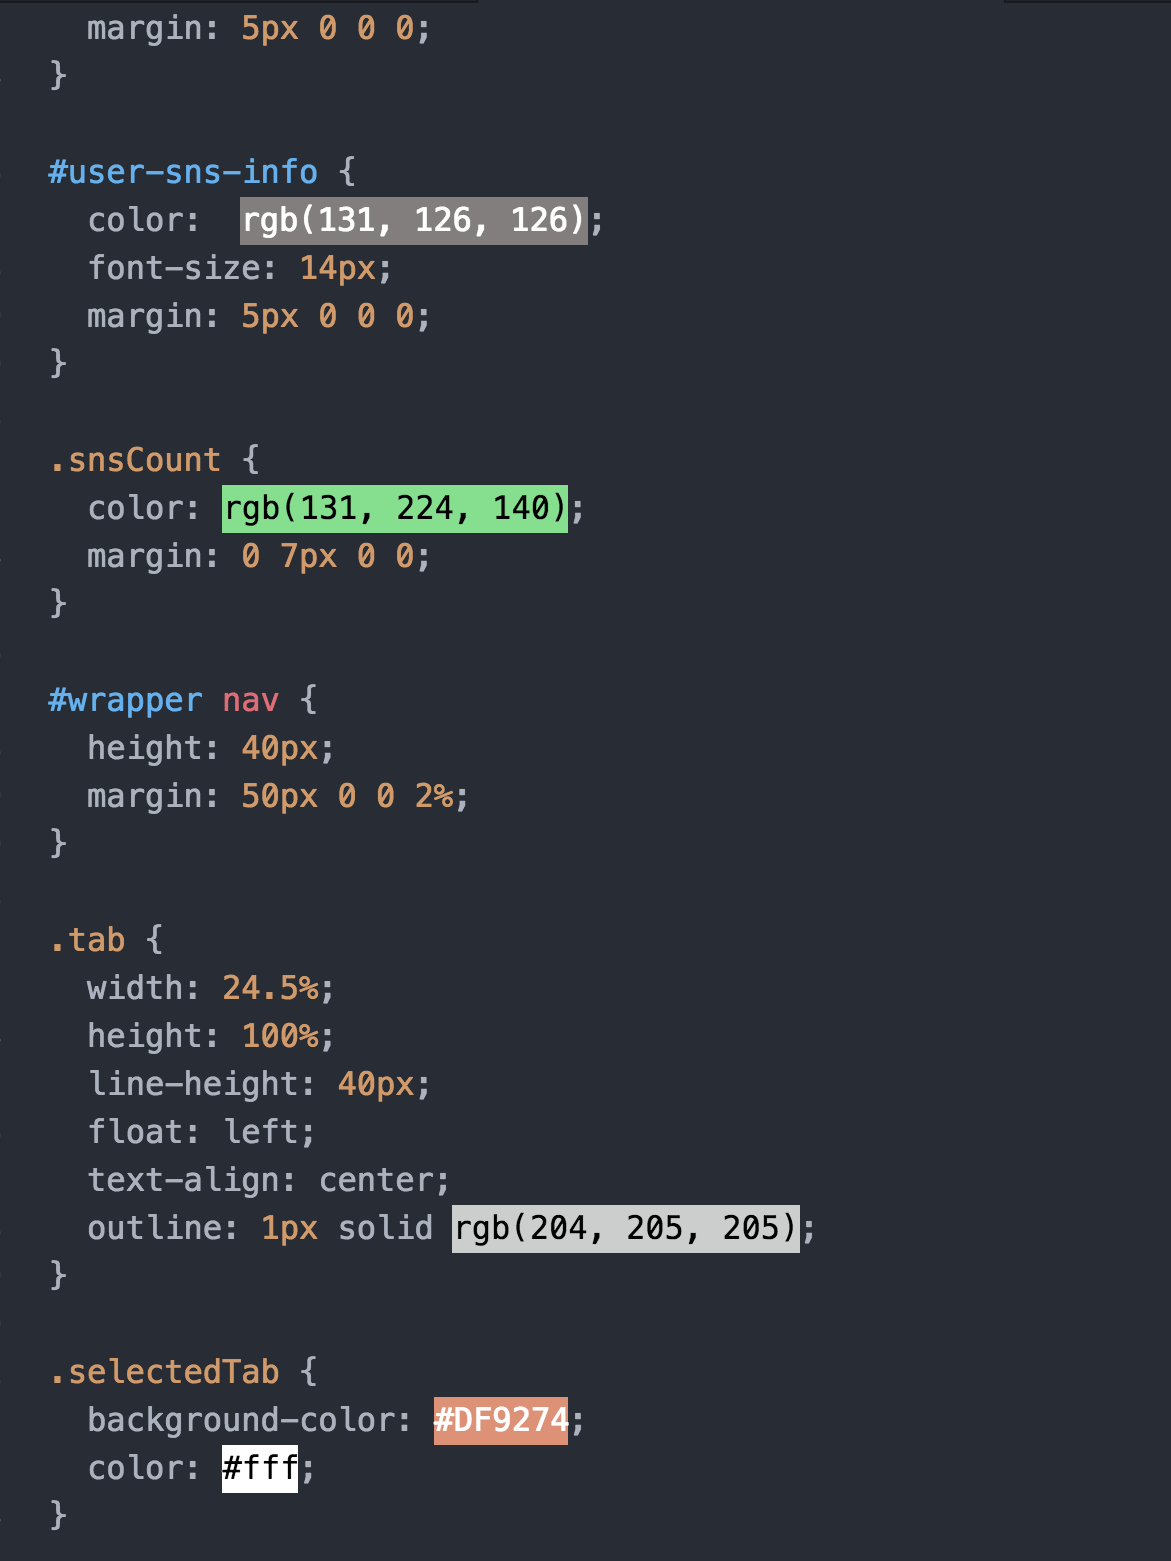 margin: 5px 0 0 0;
}
#user-sns-info {
color:  rgb(131, 126, 126);
font-size: 14px;
margin: 5px 0 0 0;
}
.snsCount {
color: rgb(131, 224, 140);
margin: 0 7px 0 0;
}
#wrapper nav {
height: 40px;
margin: 50px 0 0 2%;
}
.tab {
width: 24.5%;
height: 100%;
line-height: 40px;
float: left;
text-align: center;
outline: 1px solid rgb(204, 205, 205);
}
.selectedTab {
background-color: #DF9274;
color: #fff;
}